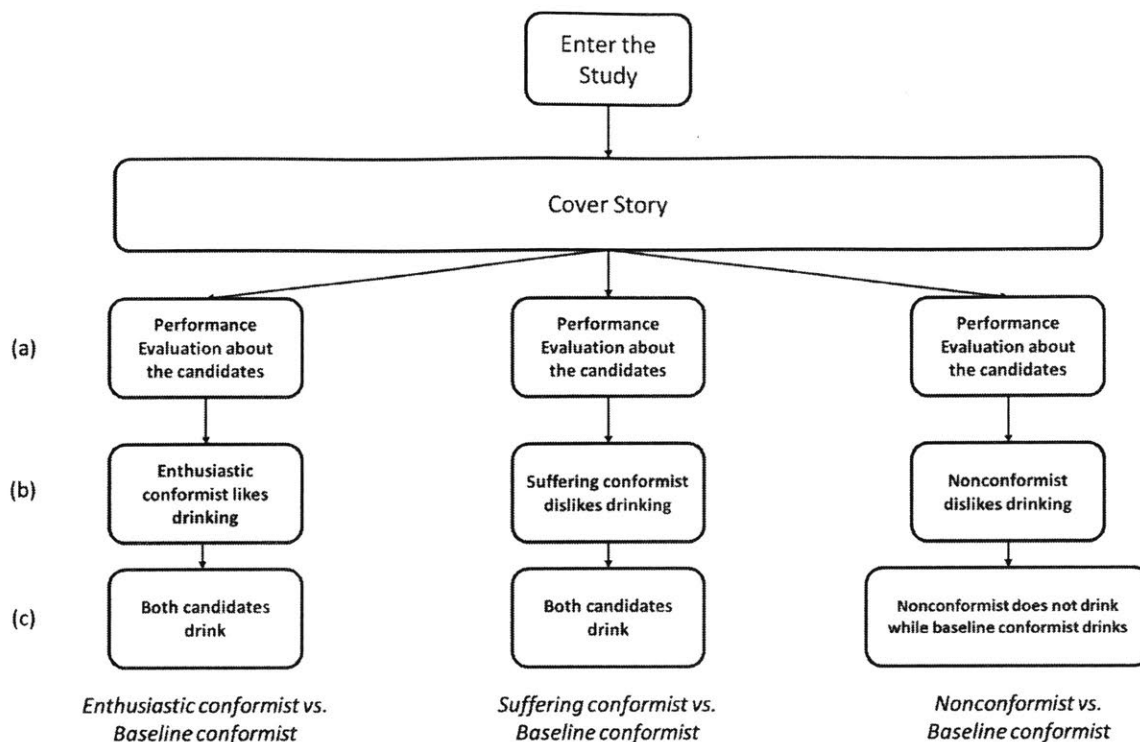 Enter the
Study
Cover Story
(a)
Performance
Evaluation about
the candidates
Performance
Evaluation about
the candidates
Performance
Evaluation about
the candidates
(b)
Enthusiastic
conformist likes
drinking
Suffering conformist
dislikes drinking
Nonconformist
dislikes drinking
(c)
Both candidates
drink
Both candidates
drink
Nonconformist does not drink
while baseline conformist drinks
Enthusiastic conformist vs.
Baseline conformist
Suffering conformist vs.
Baseline conformist
Nonconformist vs.
Baseline conformist